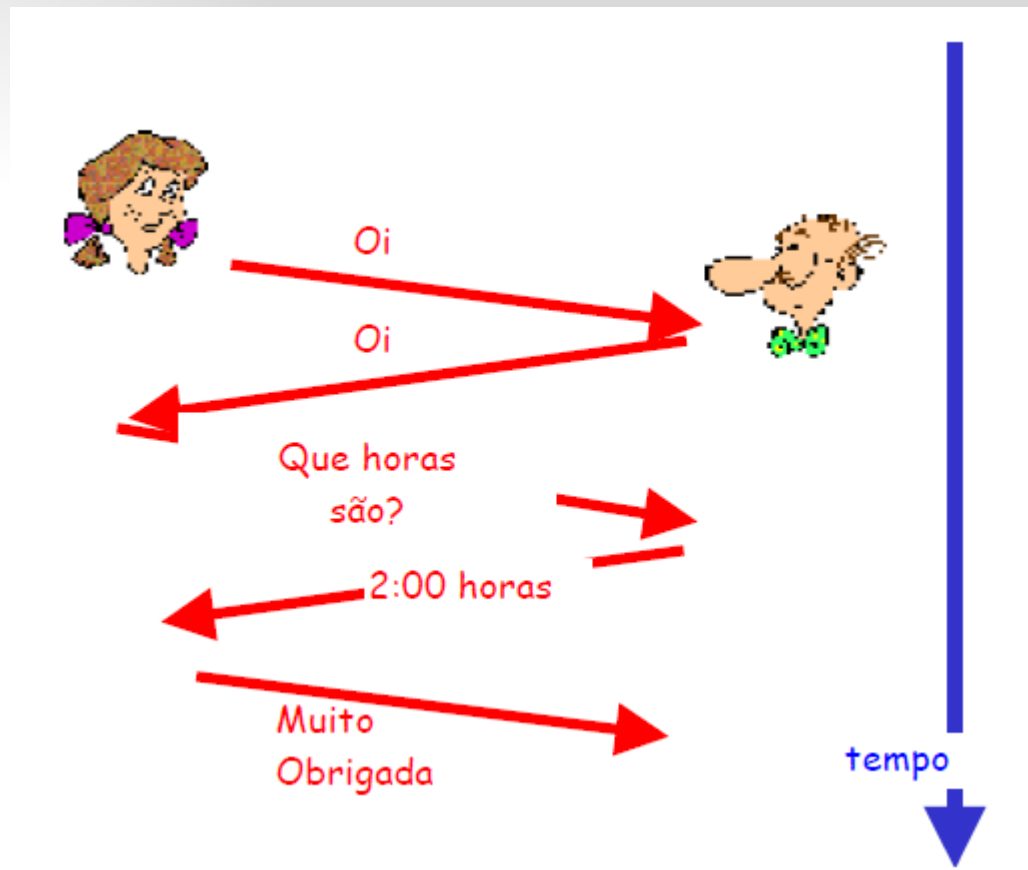 Oi
Oi
Que horas
são?
2:00 horas
Muito
Obrigada
tempo